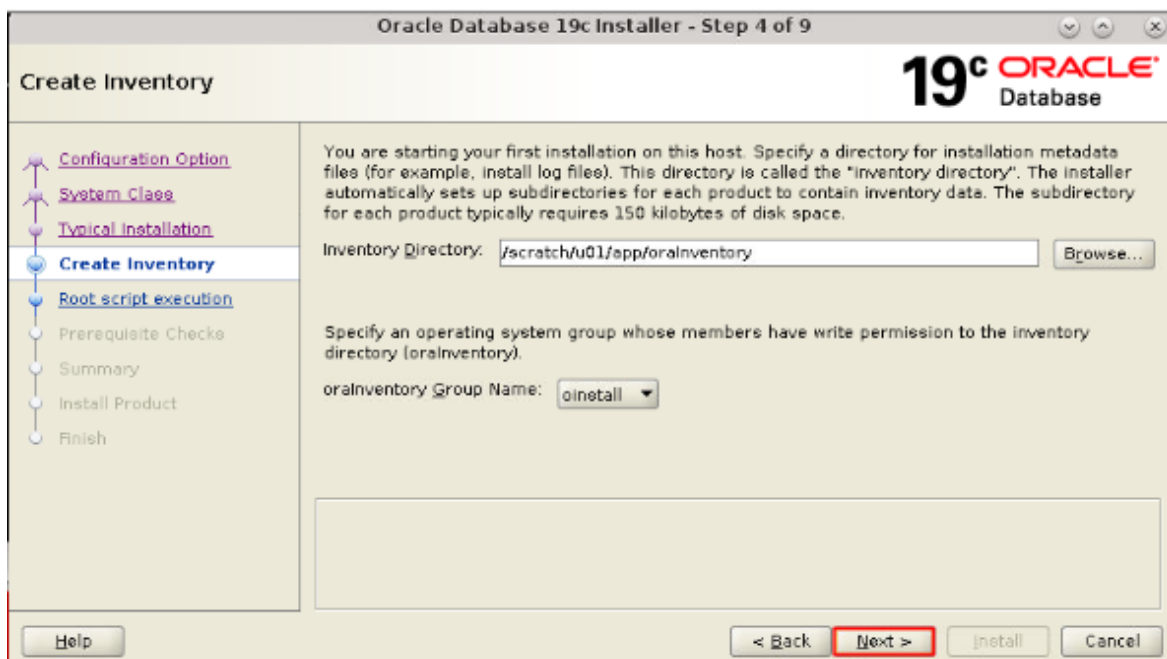 Oracle Database 19c Installer - Step 4 of 9
Create Inventory
19c ORACLE
Database
Configuration Option
System Class
Typical Installation
Create Inventory
Root script execution
Prerequisite Checks
Summary
Install Product
Finish
You are starting your first installation on this host. Specify a directory for installation metadata
files (for example, install log files). This directory is called the "inventory directory". The installer
automatically sets up subdirectories for each product to contain inventory data. The subdirectory
for each product typically requires 150 kilobytes of disk space.
Inventory Directory: /scratch/u01/app/oraInventory Browse...
Specify an operating system group whose members have write permission to the inventory
directory (oraInventory).
oraInventory Group Name: oinstall
Help < Back Next > Install Cancel